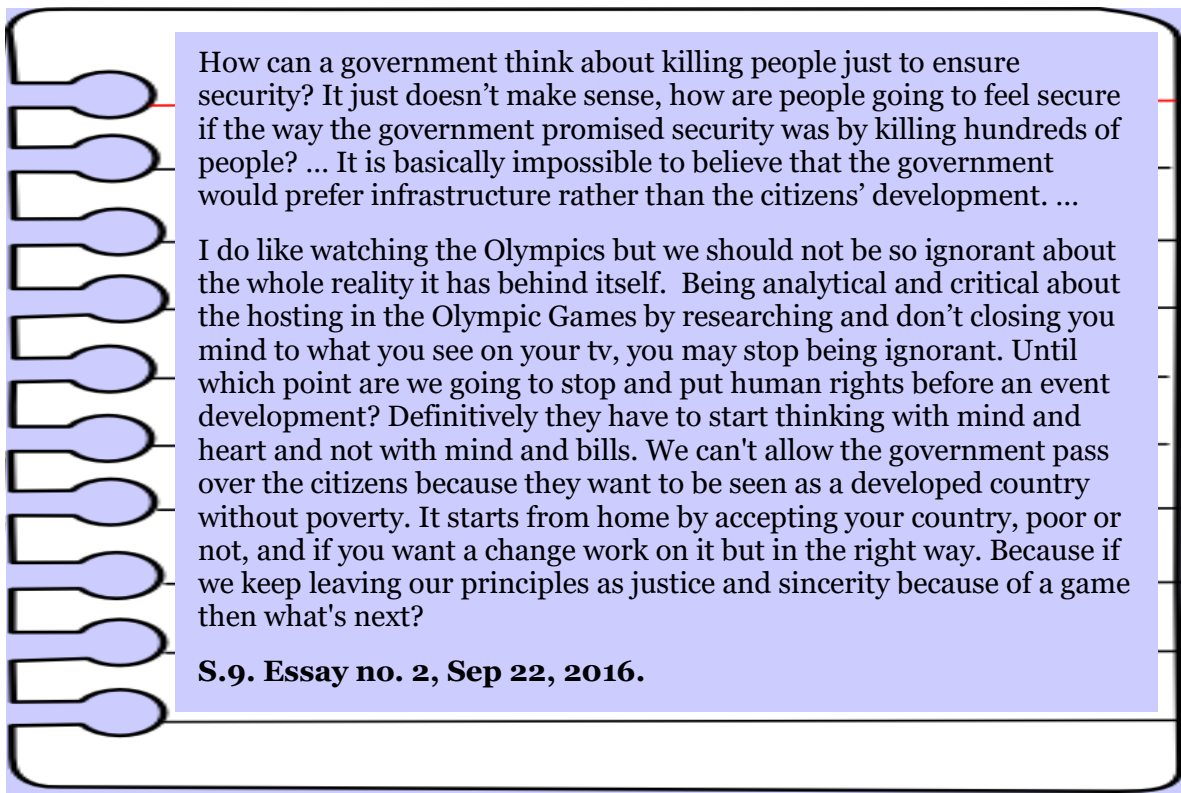 How can a government think about killing people just to ensure
security? It just doesn’t make sense, how are people going to feel secure
if the way the government promised security was by killing hundreds of
people? ... It is basically impossible to believe that the government
would prefer infrastructure rather than the citizens’ development. ...
I do like watching the Olympics but we should not be so ignorant about
the whole reality it has behind itself.  Being analytical and critical about
the hosting in the Olympic Games by researching and don’t closing you
mind to what you see on your tv, you may stop being ignorant. Until
which point are we going to stop and put human rights before an event
development? Definitively they have to start thinking with mind and
heart and not with mind and bills. We can't allow the government pass
over the citizens because they want to be seen as a developed country
without poverty. It starts from home by accepting your country, poor or
not, and if you want a change work on it but in the right way. Because if
we keep leaving our principles as justice and sincerity because of a game
then what's next?
S.9. Essay no. 2, Sep 22, 2016.